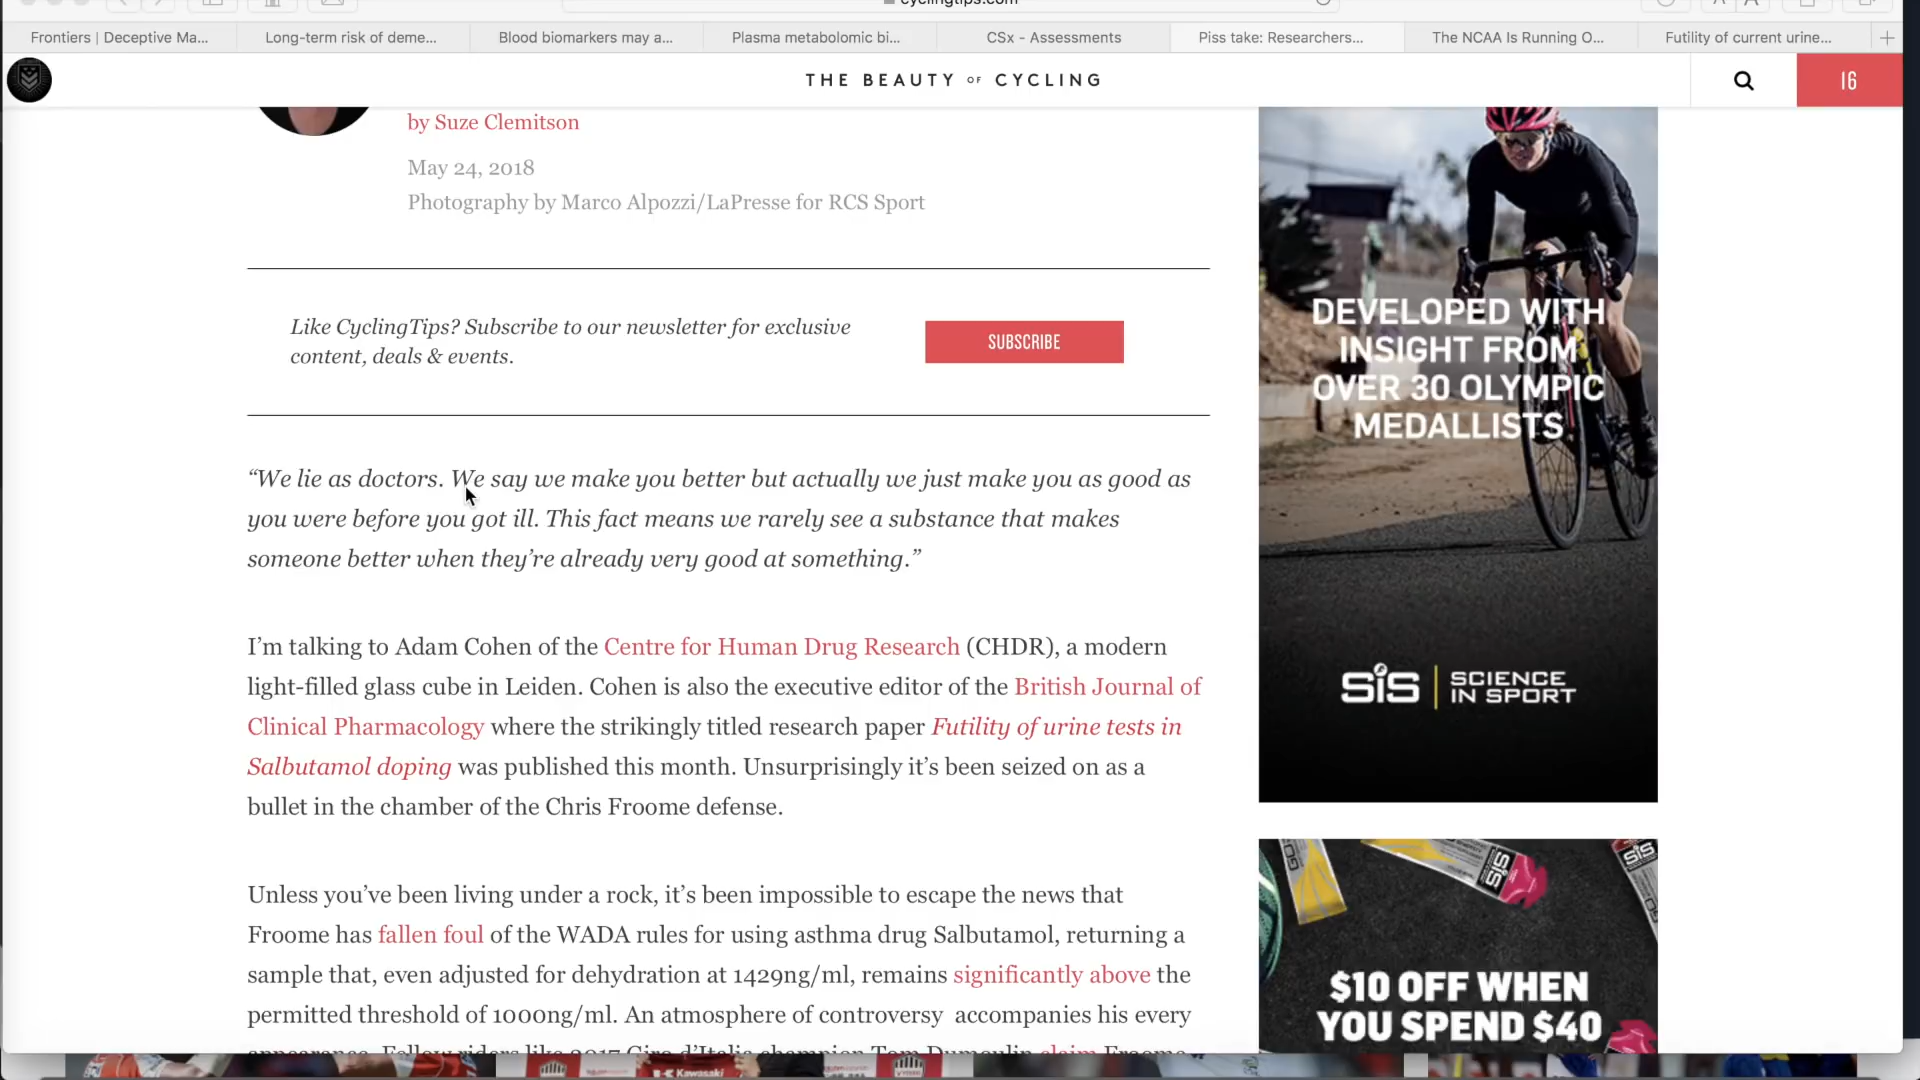 cyclingtips.com
Frontiers | Deceptive Ma...
Long-term risk of deme...
Blood biomarkers may a...
Plasma metabolomic bi...
CSx - Assessments
Piss take: Researchers...
The NCAA Is Running O...
Futility of current urine...
THE BEAUTY OF CYCLING
16
by Suze Clemitson
May 24, 2018
Photography by Marco Alpozzi/LaPresse for RCS Sport
Like CyclingTips? Subscribe to our newsletter for exclusive
content, deals & events.
SUBSCRIBE
“We lie as doctors. We say we make you better but actually we just make you as good as
you were before you got ill. This fact means we rarely see a substance that makes
someone better when they’re already very good at something.”
I’m talking to Adam Cohen of the Centre for Human Drug Research (CHDR), a modern
light-filled glass cube in Leiden. Cohen is also the executive editor of the British Journal of
Clinical Pharmacology where the strikingly titled research paper Futility of urine tests in
Salbutamol doping was published this month. Unsurprisingly it’s been seized on as a
bullet in the chamber of the Chris Froome defense.
Unless you’ve been living under a rock, it’s been impossible to escape the news that
Froome has fallen foul of the WADA rules for using asthma drug Salbutamol, returning a
sample that, even adjusted for dehydration at 1429ng/ml, remains significantly above the
permitted threshold of 1000ng/ml. An atmosphere of controversy accompanies his every
appearance. Fellow riders like 2017 Giro d’Italia champion Tom Dumoulin claim Froome
DEVELOPED WITH
INSIGHT FROM
OVER 30 OLYMPIC
MEDALLISTS
SiS | SCIENCE
IN SPORT
SiS
SiS
GO
$10 OFF WHEN
YOU SPEND $40
Kawasaki